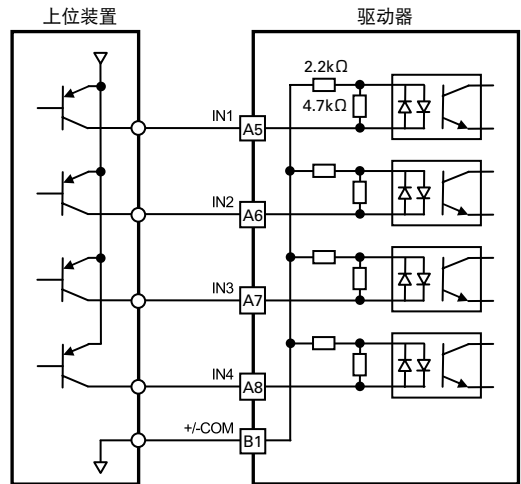 上位装置
驱动器
2.2kΩ
4.7kΩ
IN1
A5
IN2
A6
IN3
A7
IN4
A8
+/-COM
B1